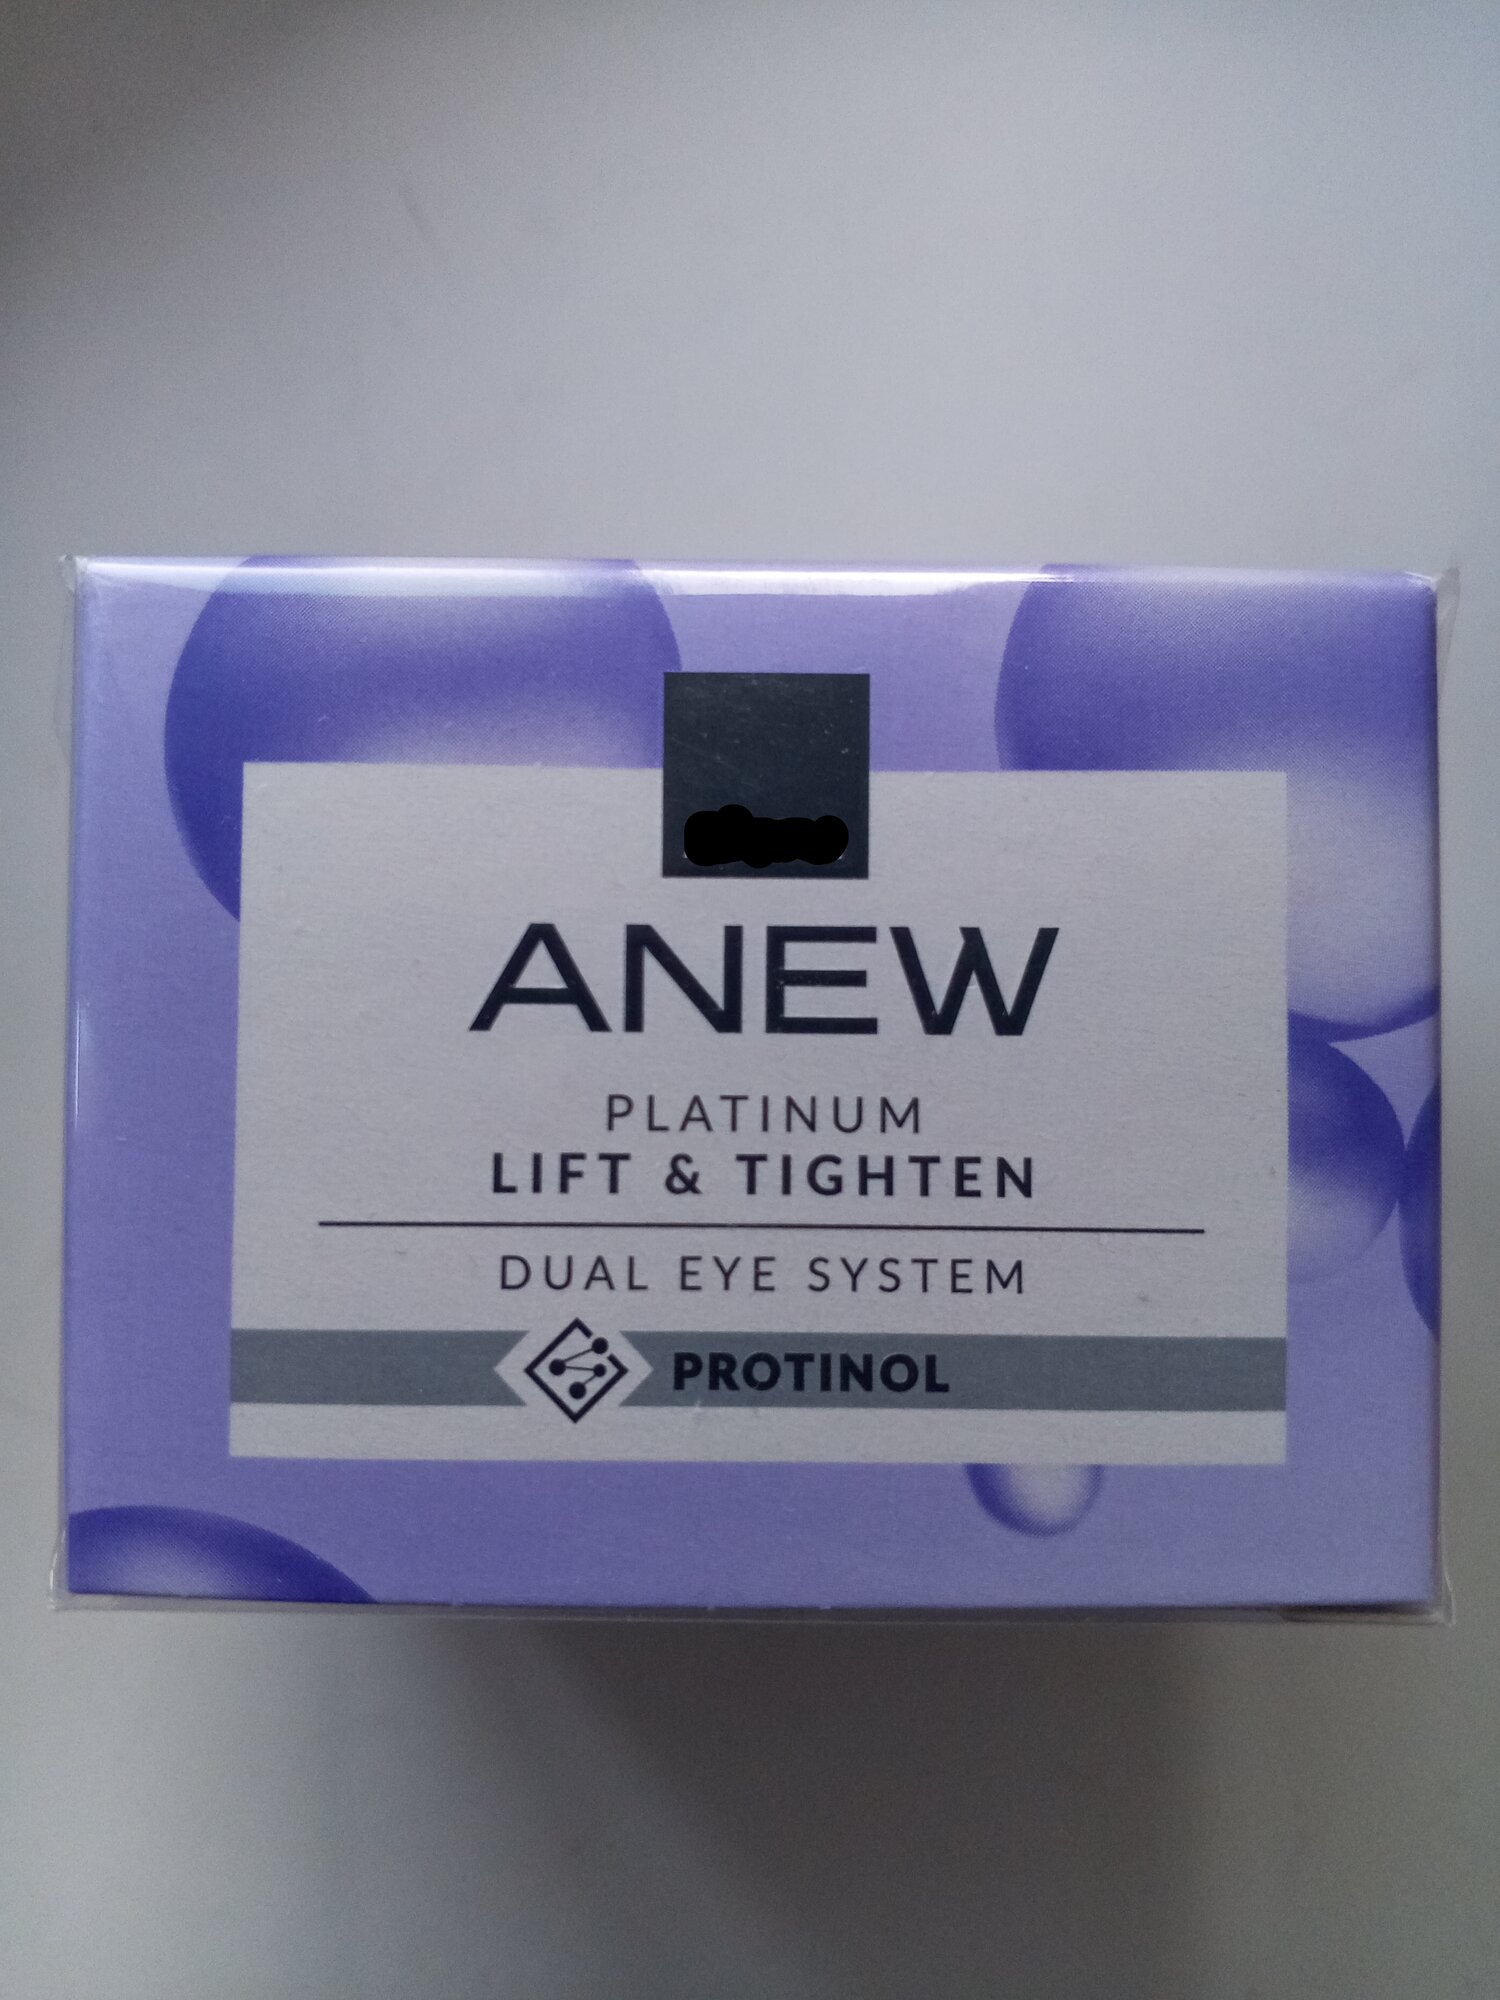 ANEW
PLATINUM
LIFT & TIGHTEN
DUAL EYE SYSTEM
PROTINOL